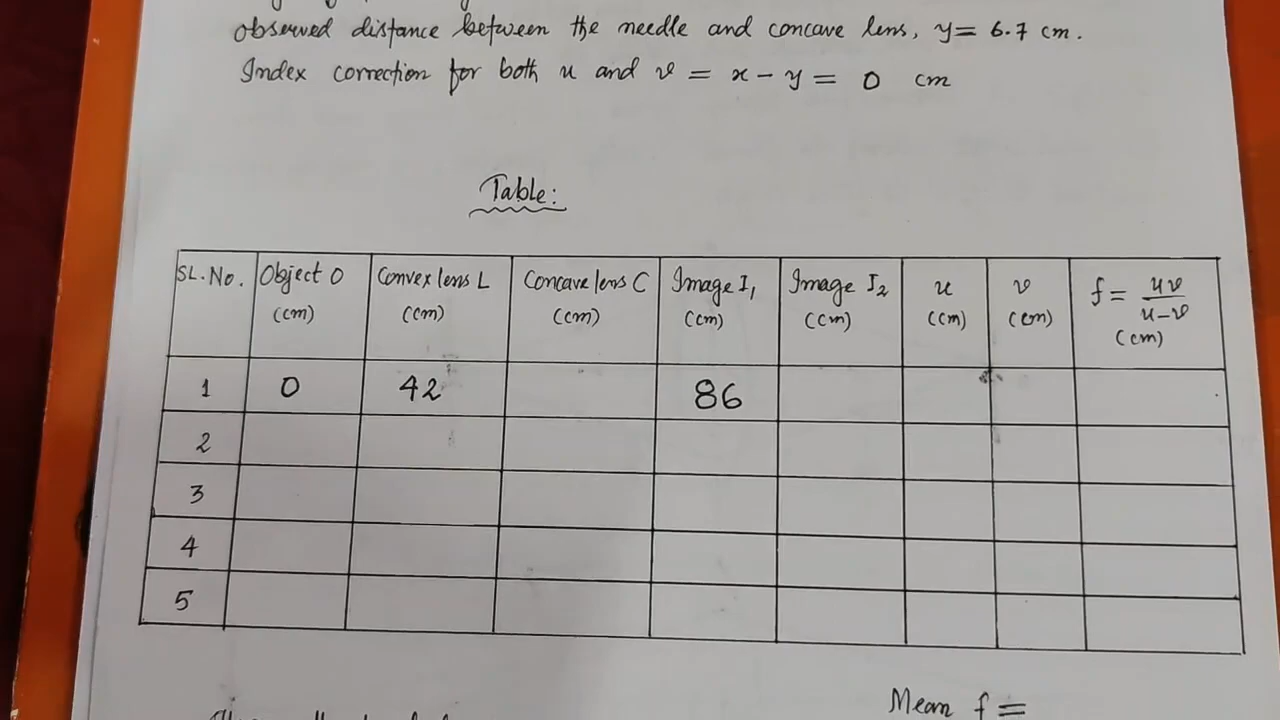 observed distance between the needle and concave lens, y = 6.7 cm.
Index correction for both u and v = x - y = 0 cm
Table:
SL. No. Object O (cm) Convex lens L (cm) Concave lens C (cm) Image I₁ (cm) Image I₂ (cm) u (cm) v (cm) f = uv/u-v (cm)
1 0 42 86
2
3
4
5
Mean f =